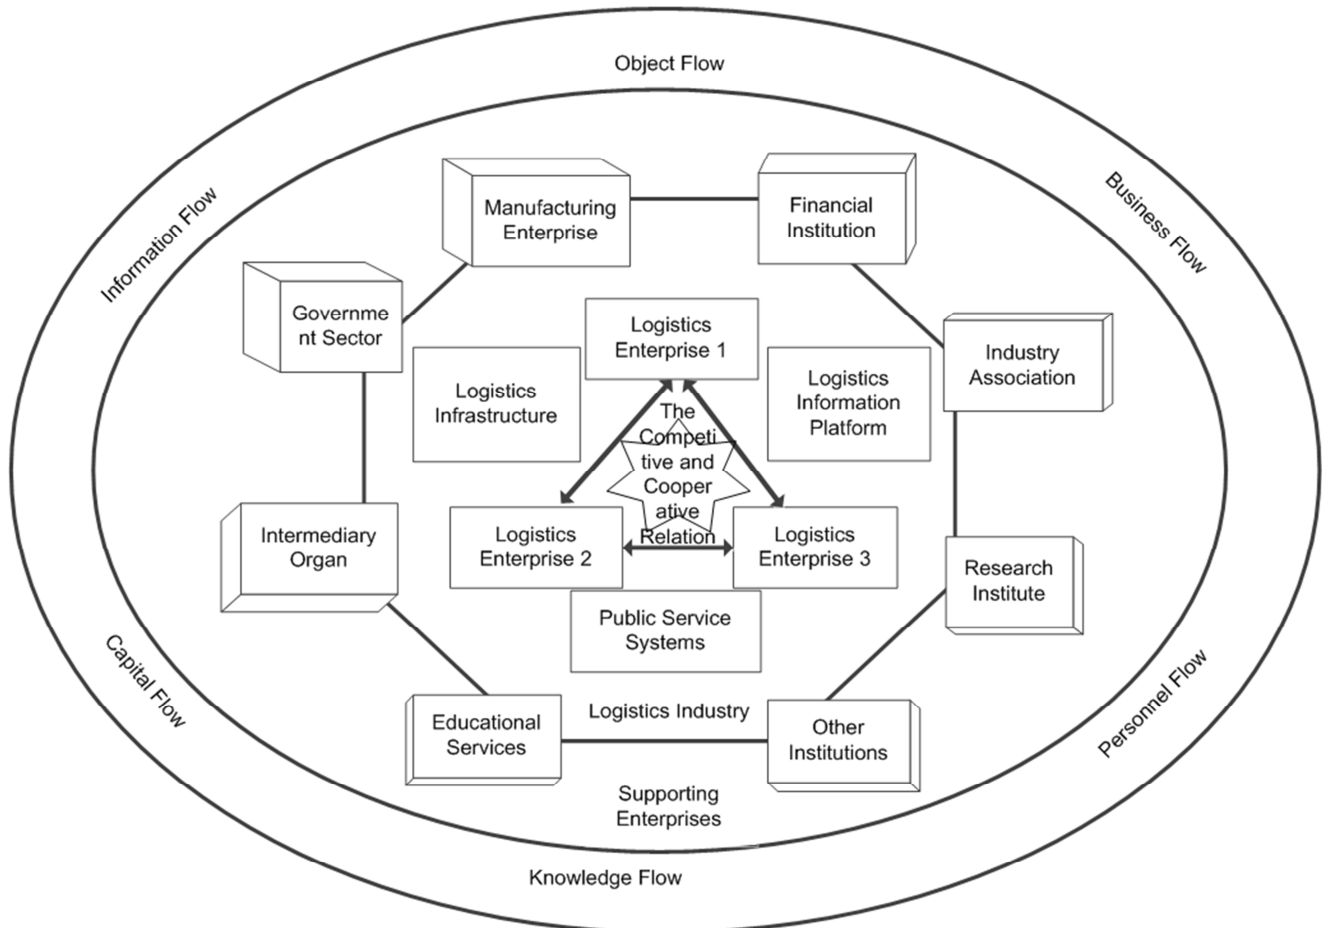 Object Flow
Information Flow
Business Flow
Manufacturing
Enterprise
Financial
Institution
Governme
nt Sector
Logistics
Enterprise 1
Industry
Association
Logistics
Infrastructure
Logistics
Information
Platform
The
Competi
tive and
Cooper
ative
Relation
Intermediary
Organ
Logistics
Enterprise 2
Logistics
Enterprise 3
Research
Institute
Public Service
Systems
Capital Flow
Personnel Flow
Educational
Services
Logistics Industry
Other
Institutions
Supporting
Enterprises
Knowledge Flow